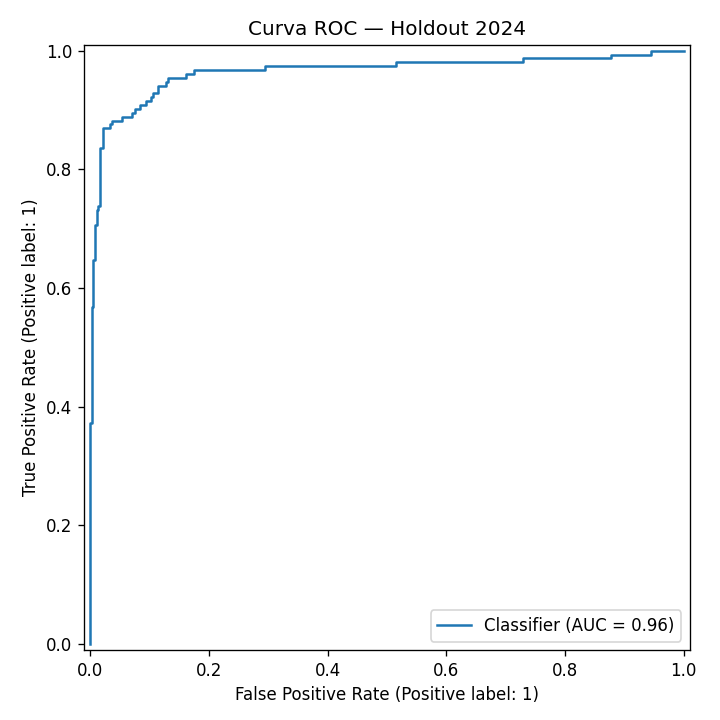 Curva ROC — Holdout 2024
True Positive Rate (Positive label: 1)
1.0
0.8
0.6
0.4
0.2
0.0
Classifier (AUC = 0.96)
0.0 0.2 0.4 0.6 0.8 1.0
False Positive Rate (Positive label: 1)